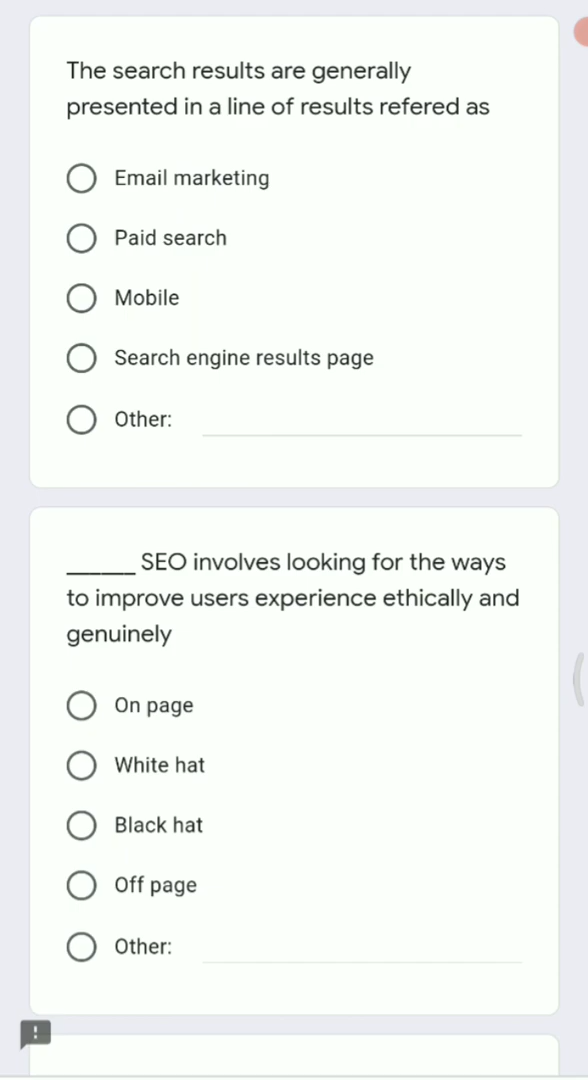 The search results are generally
presented in a line of results refered as
Email marketing
Paid search
Mobile
Search engine results page
Other:
______ SEO involves looking for the ways
to improve users experience ethically and
genuinely
On page
White hat
Black hat
Off page
Other:
!